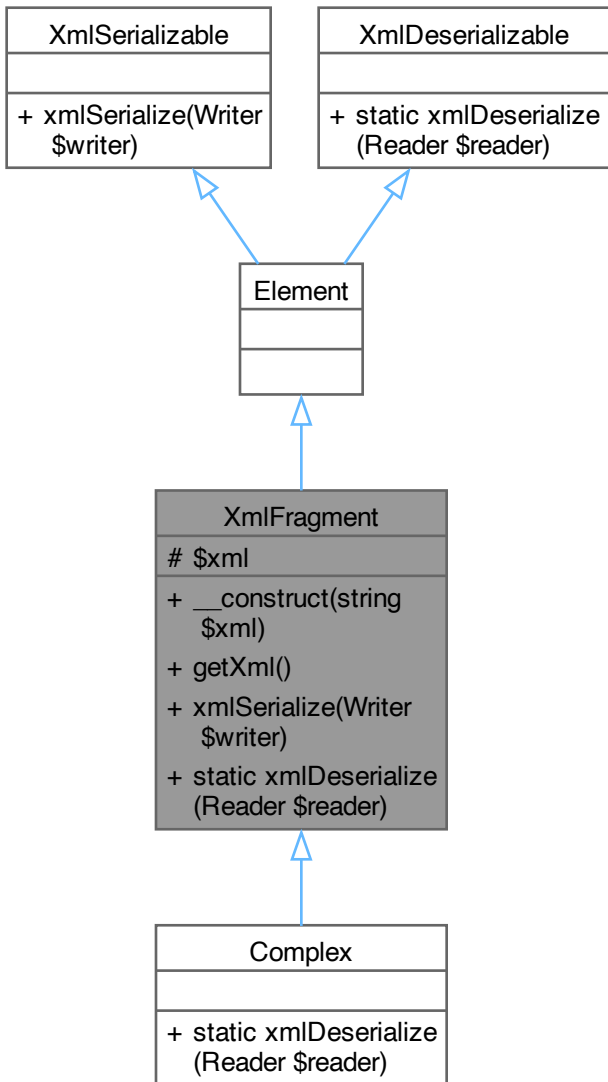 XmlSerializable
+ xmlSerialize(Writer
$writer)
XmlDeserializable
+ static xmlDeserialize
(Reader $reader)
Element
XmlFragment
# $xml
+ __construct(string
$xml)
+ getXml()
+ xmlSerialize(Writer
$writer)
+ static xmlDeserialize
(Reader $reader)
Complex
+ static xmlDeserialize
(Reader $reader)